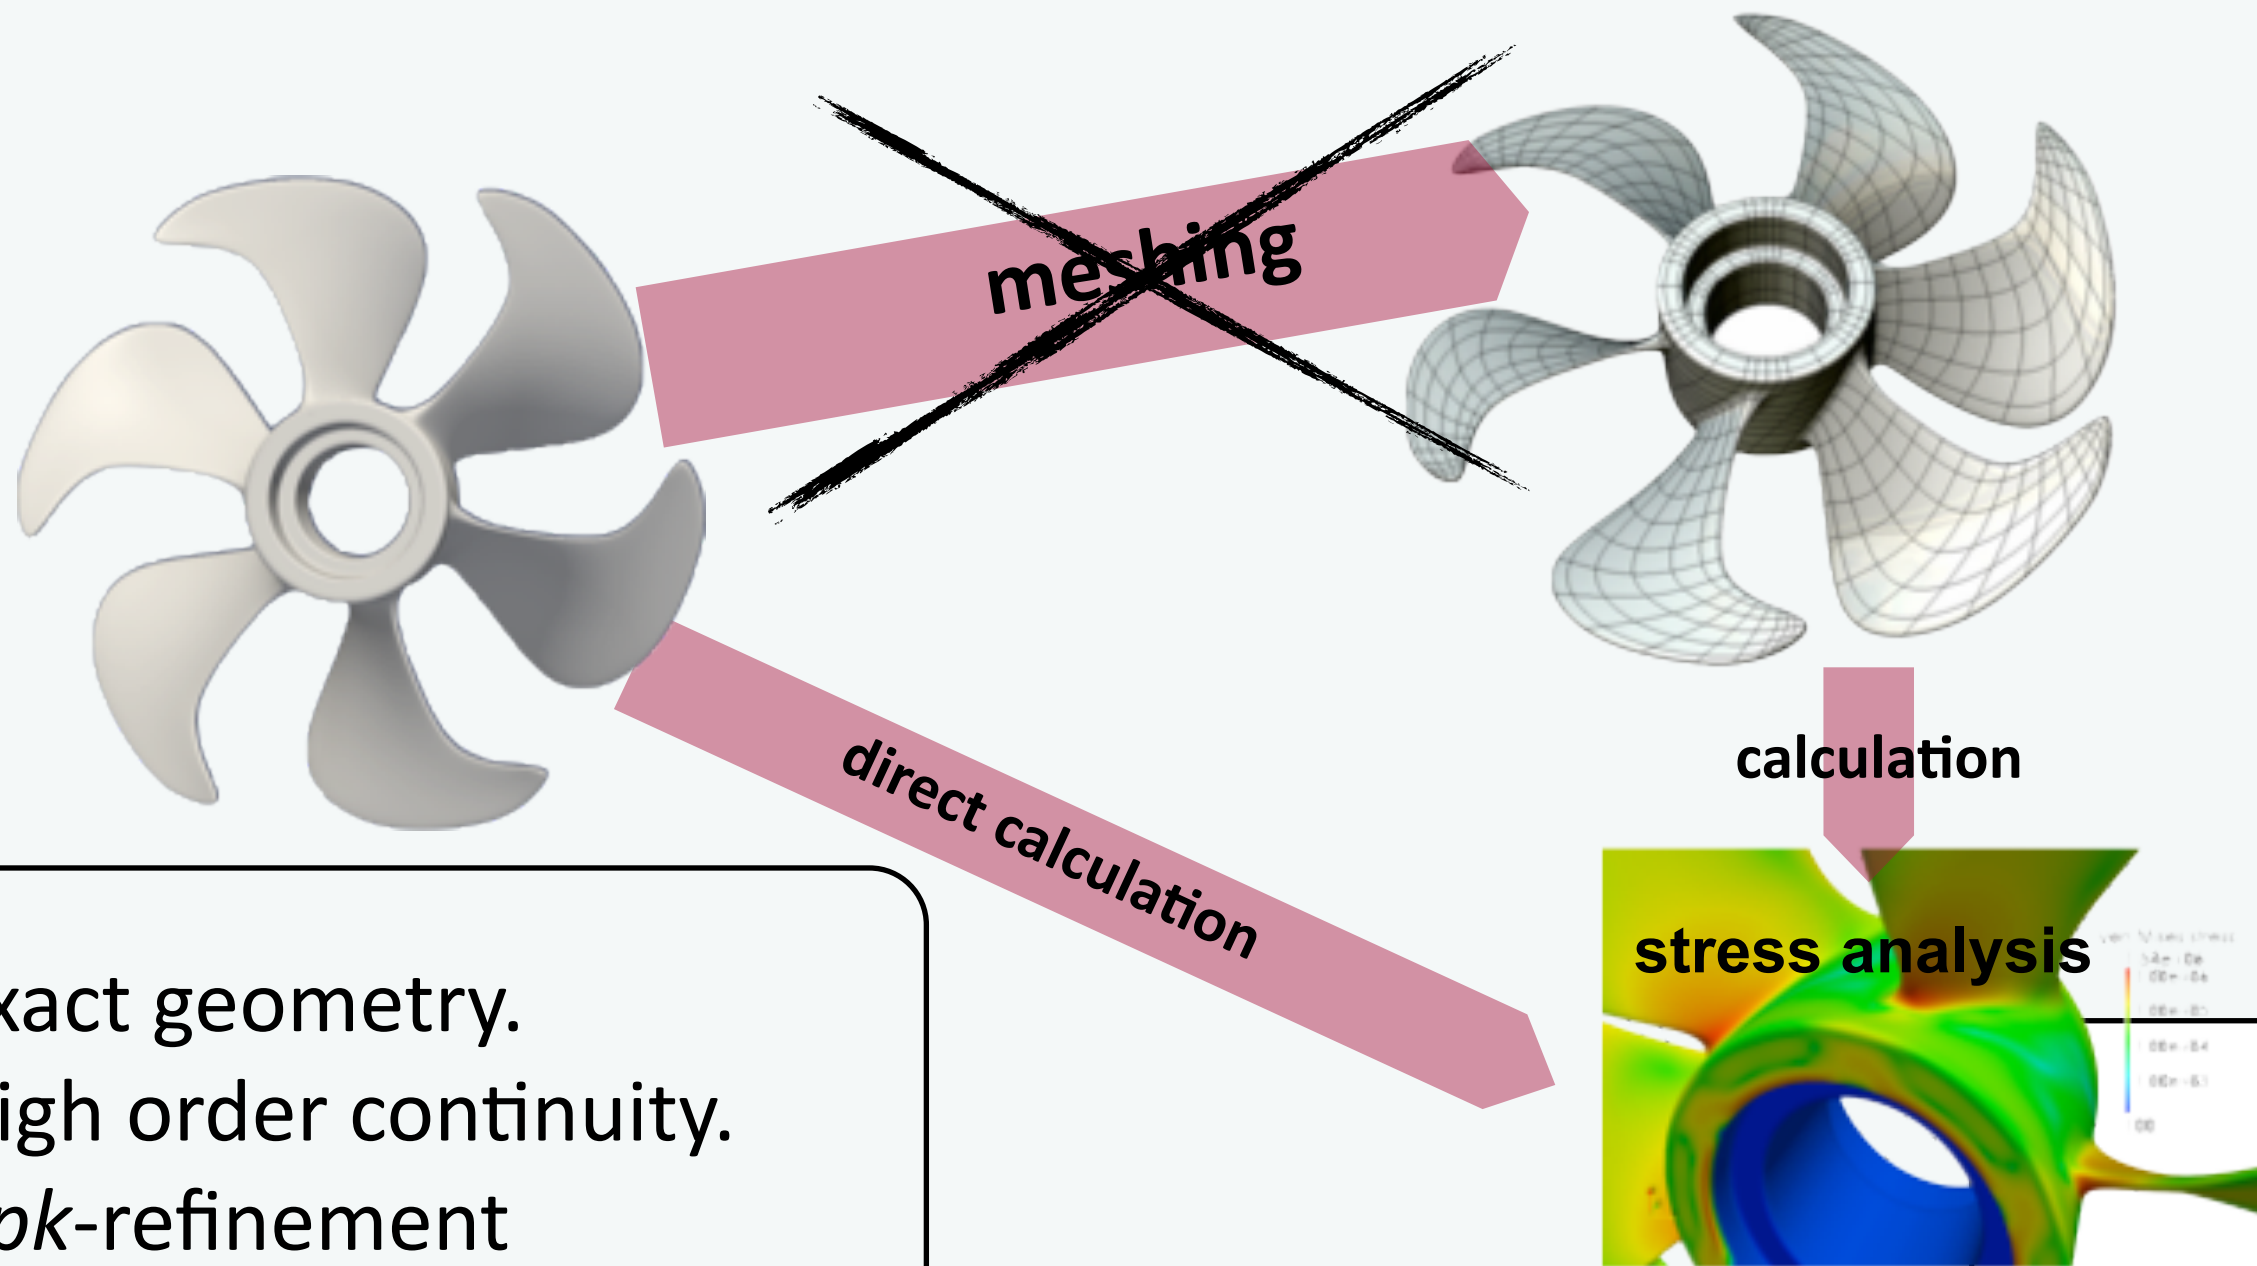 meshing
direct calculation
calculation
stress analysis
xact geometry.
igh order continuity.
pk-refinement